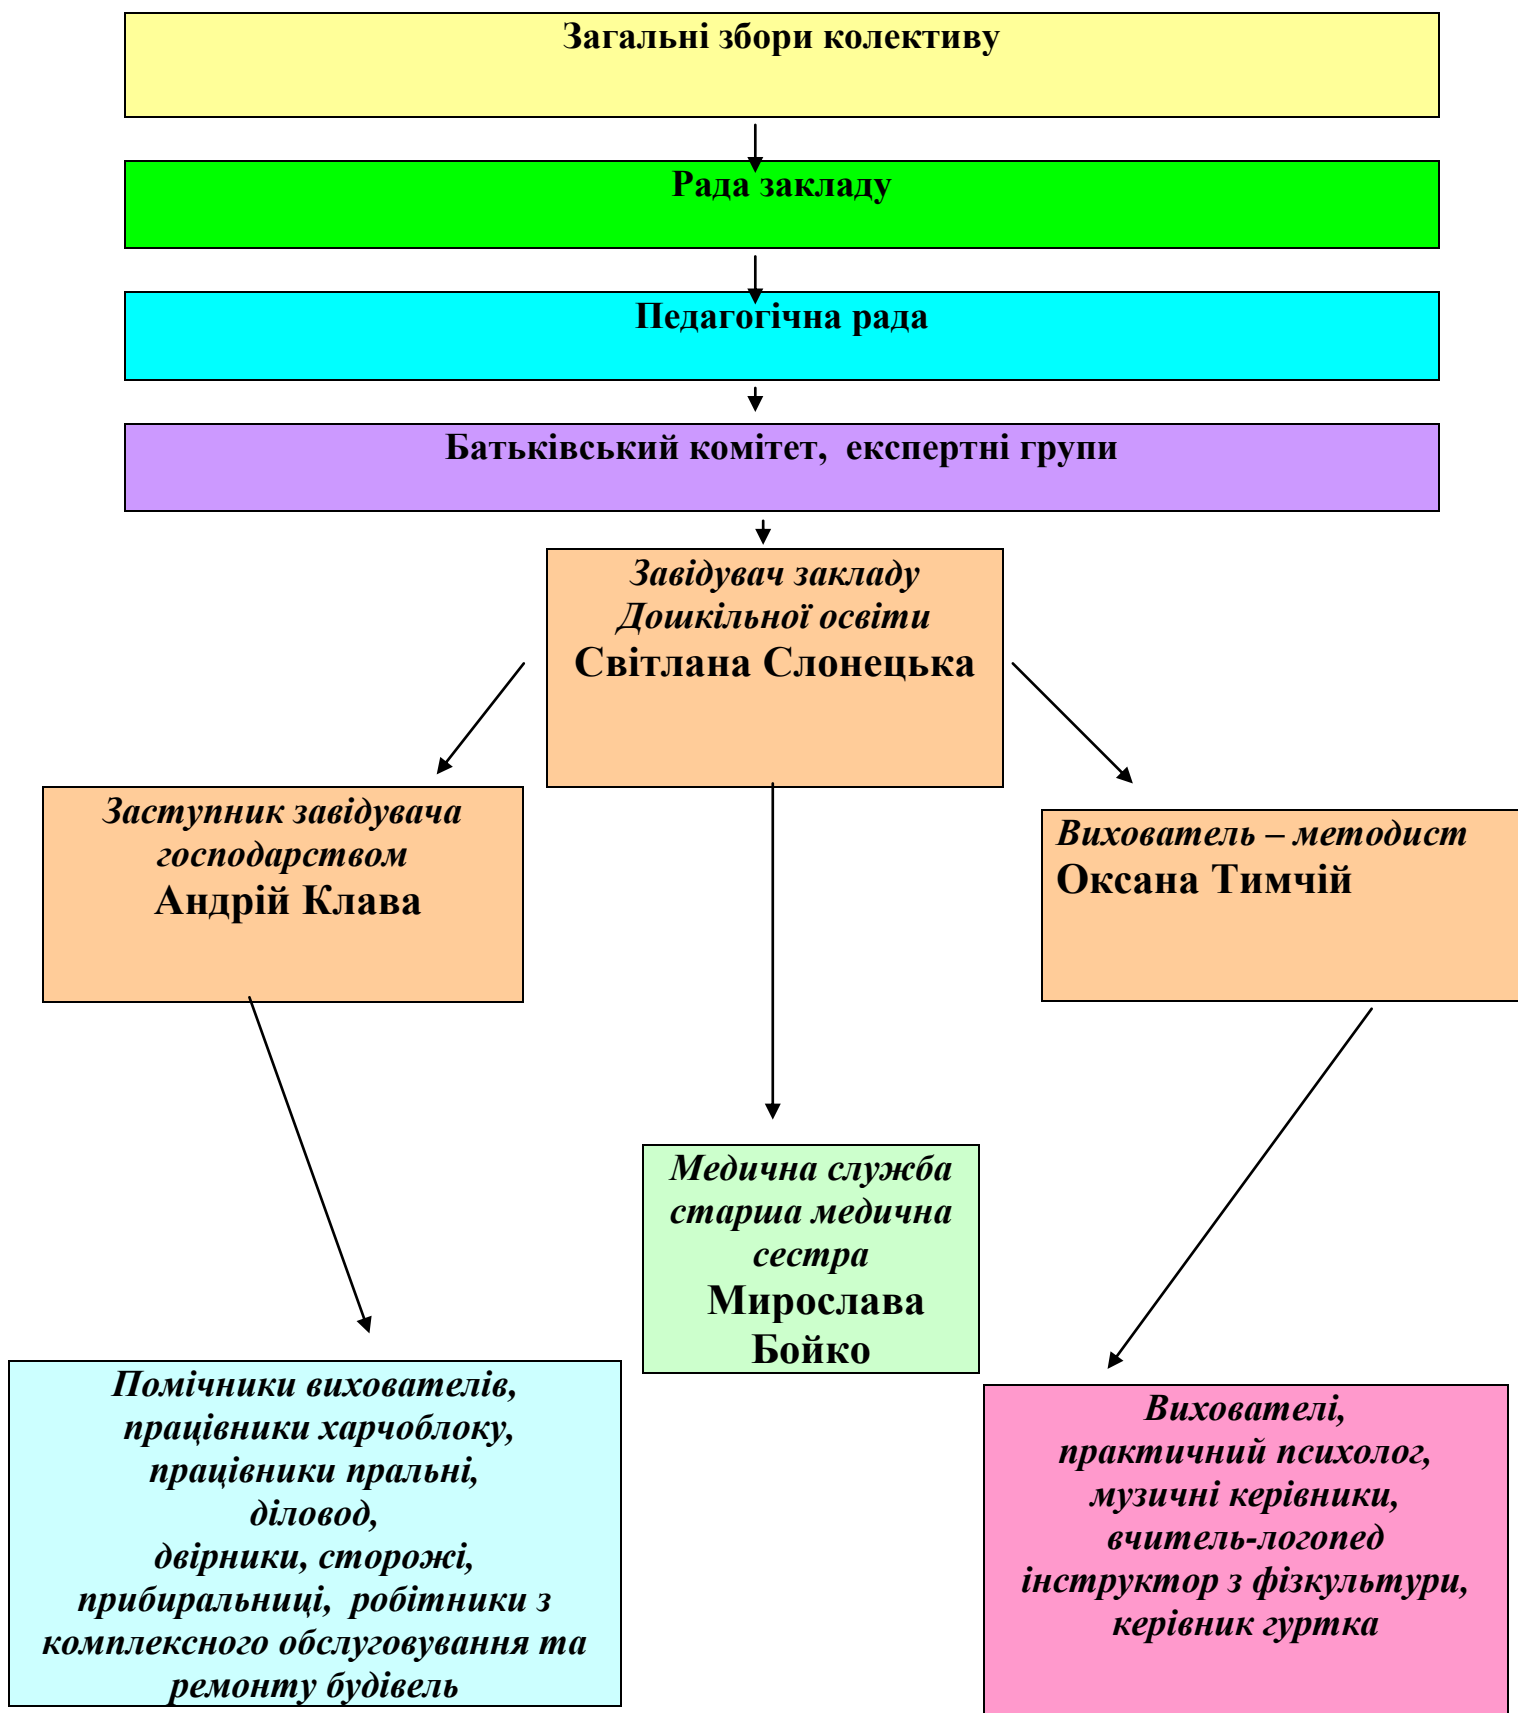 Загальні збори колективу
Рада закладу
Педагогічна рада
Батьківський комітет, експертні групи
Завідувач закладу
Дошкільної освіти
Світлана Слонецька
Заступник завідувача
господарством
Андрій Клава
Вихователь – методист
Оксана Тимчій
Медична служба
старша медична
сестра
Мирослава
Бойко
Помічники вихователів,
працівники харчоблоку,
працівники пральні,
діловод,
двірники, сторожі,
прибиральниці, робітники з
комплексного обслуговування та
ремонту будівель
Вихователі,
практичний психолог,
музичні керівники,
вчитель-логопед
інструктор з фізкультури,
керівник гуртка